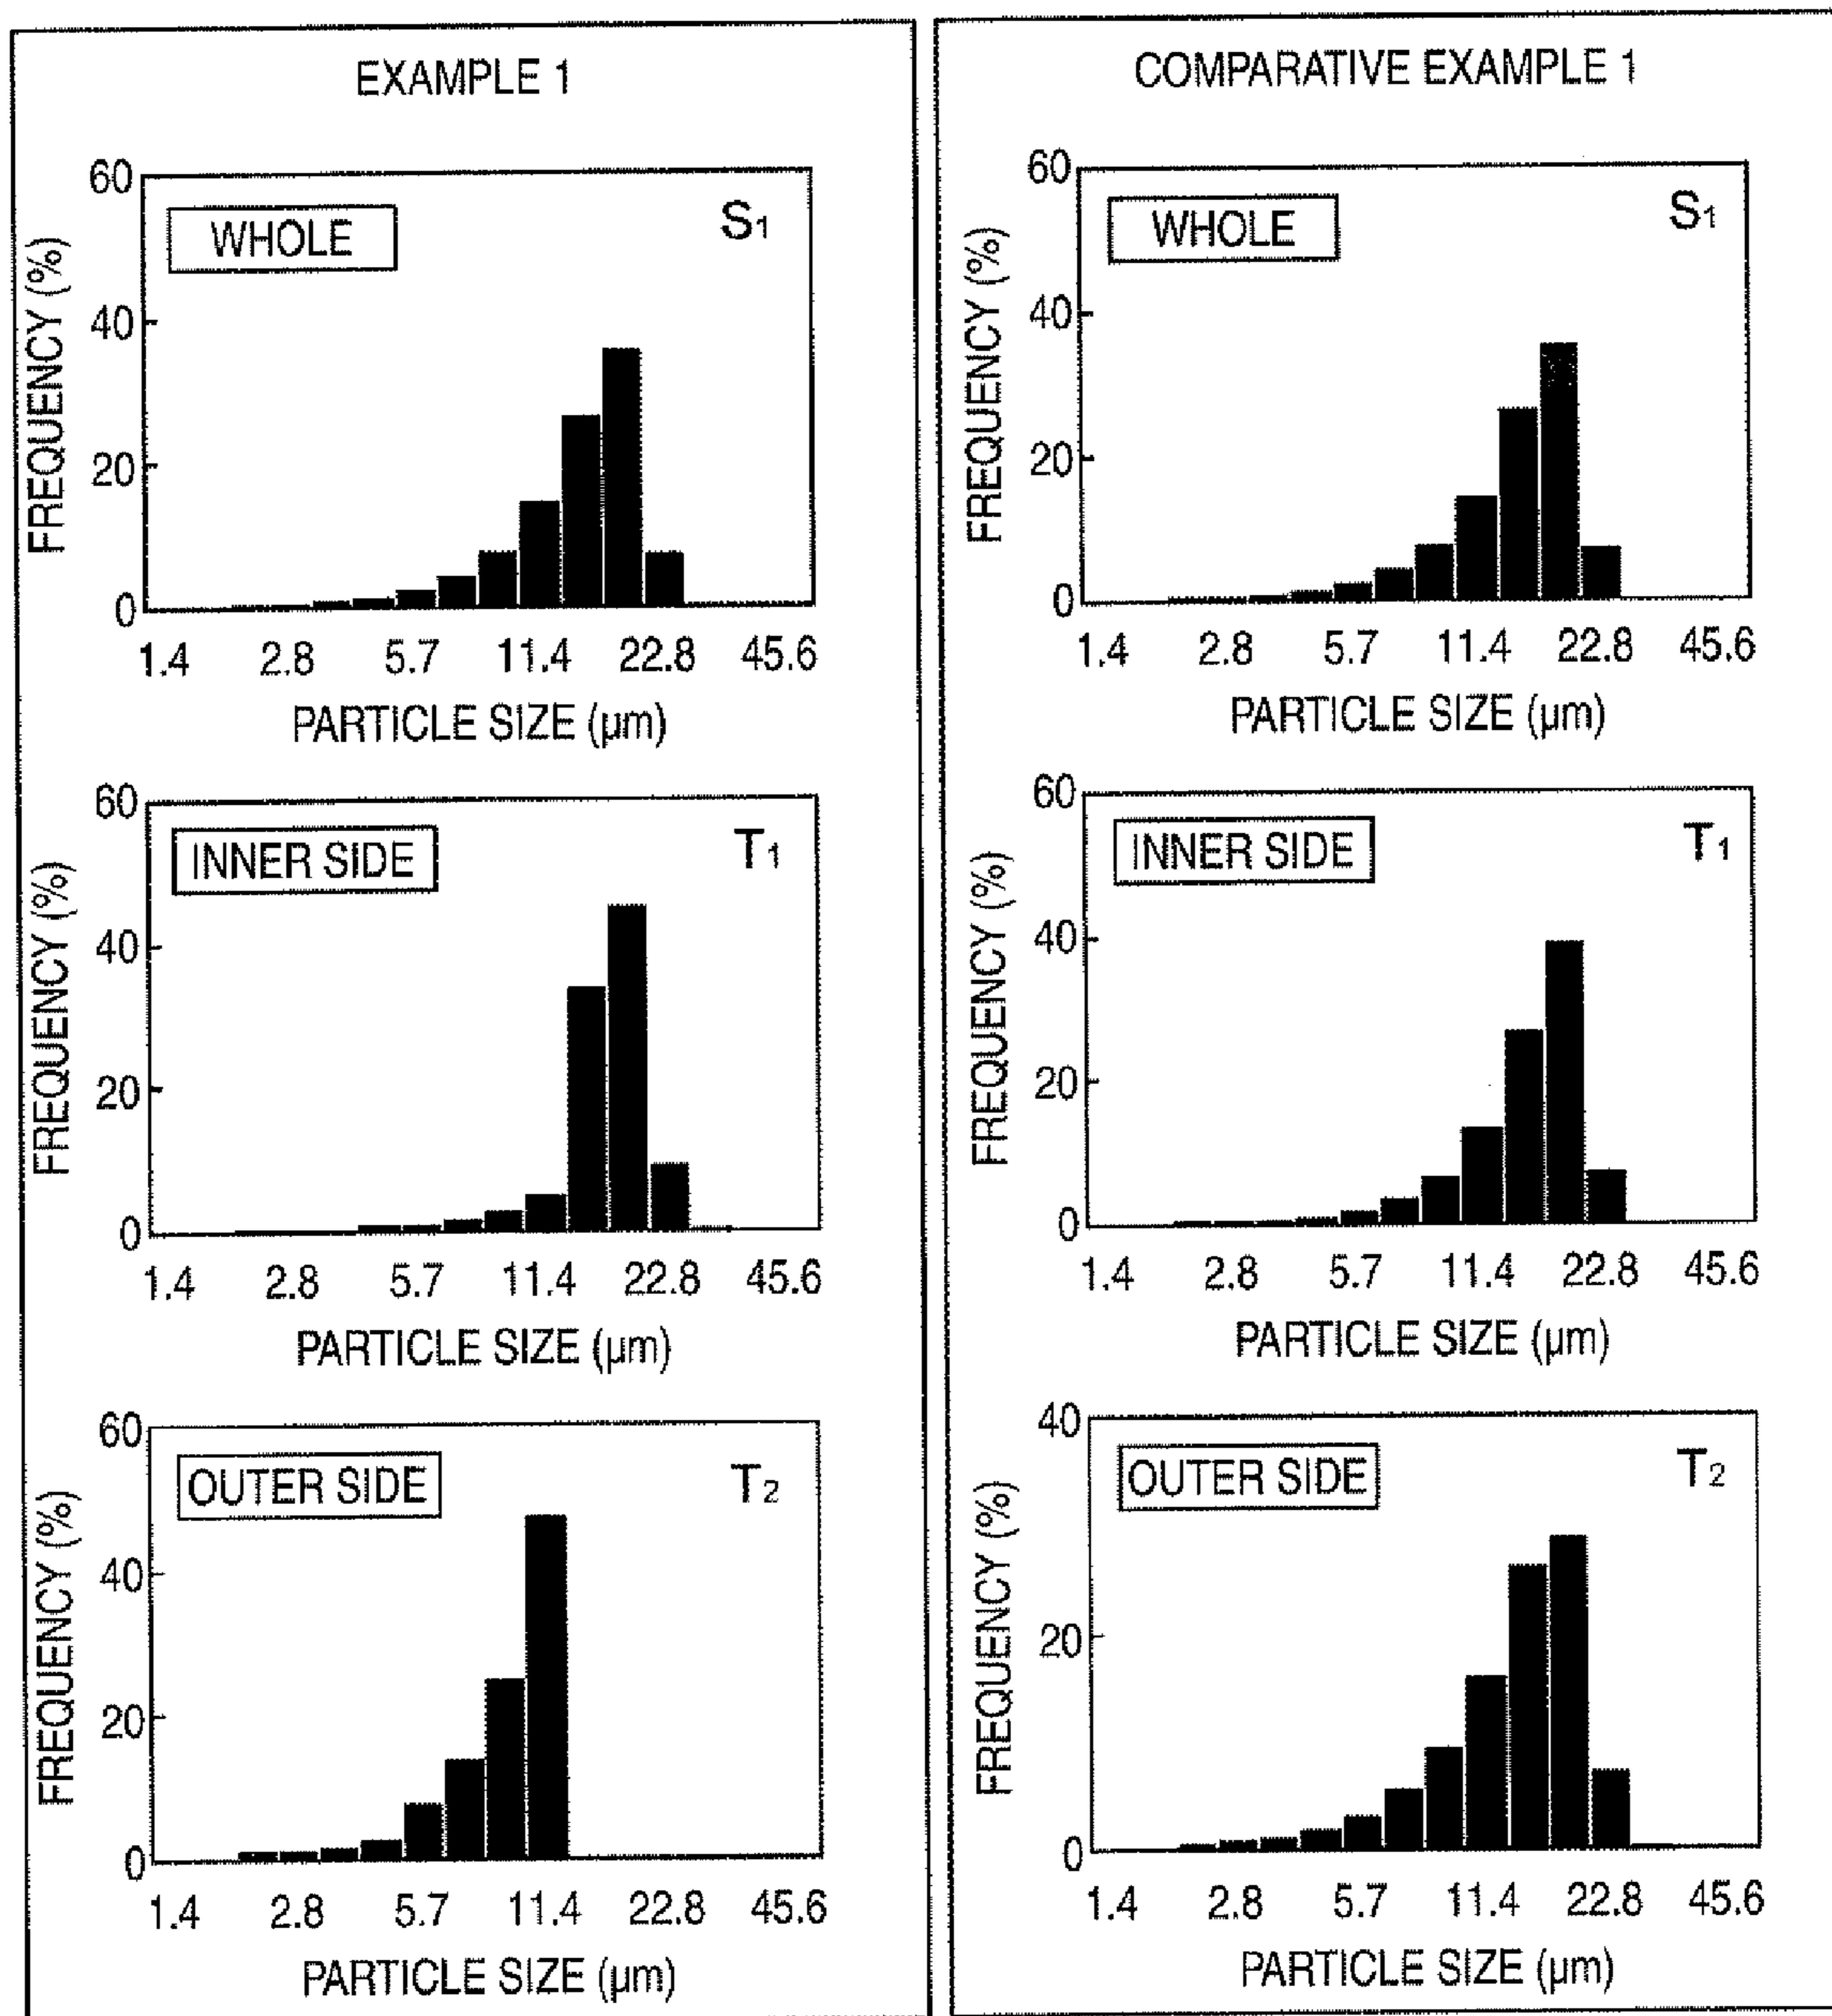 EXAMPLE 1
60
WHOLE
S1
40
20
0
FREQUENCY (%)
1.4 2.8 5.7 11.4 22.8 45.6
PARTICLE SIZE (µm)
60
INNER SIDE
T1
40
20
0
FREQUENCY (%)
1.4 2.8 5.7 11.4 22.8 45.6
PARTICLE SIZE (µm)
60
OUTER SIDE
T2
40
20
0
FREQUENCY (%)
1.4 2.8 5.7 11.4 22.8 45.6
PARTICLE SIZE (µm)
COMPARATIVE EXAMPLE 1
60
WHOLE
S1
40
20
0
FREQUENCY (%)
1.4 2.8 5.7 11.4 22.8 45.6
PARTICLE SIZE (µm)
60
INNER SIDE
T1
40
20
0
FREQUENCY (%)
1.4 2.8 5.7 11.4 22.8 45.6
PARTICLE SIZE (µm)
40
OUTER SIDE
T2
20
0
FREQUENCY (%)
1.4 2.8 5.7 11.4 22.8 45.6
PARTICLE SIZE (µm)